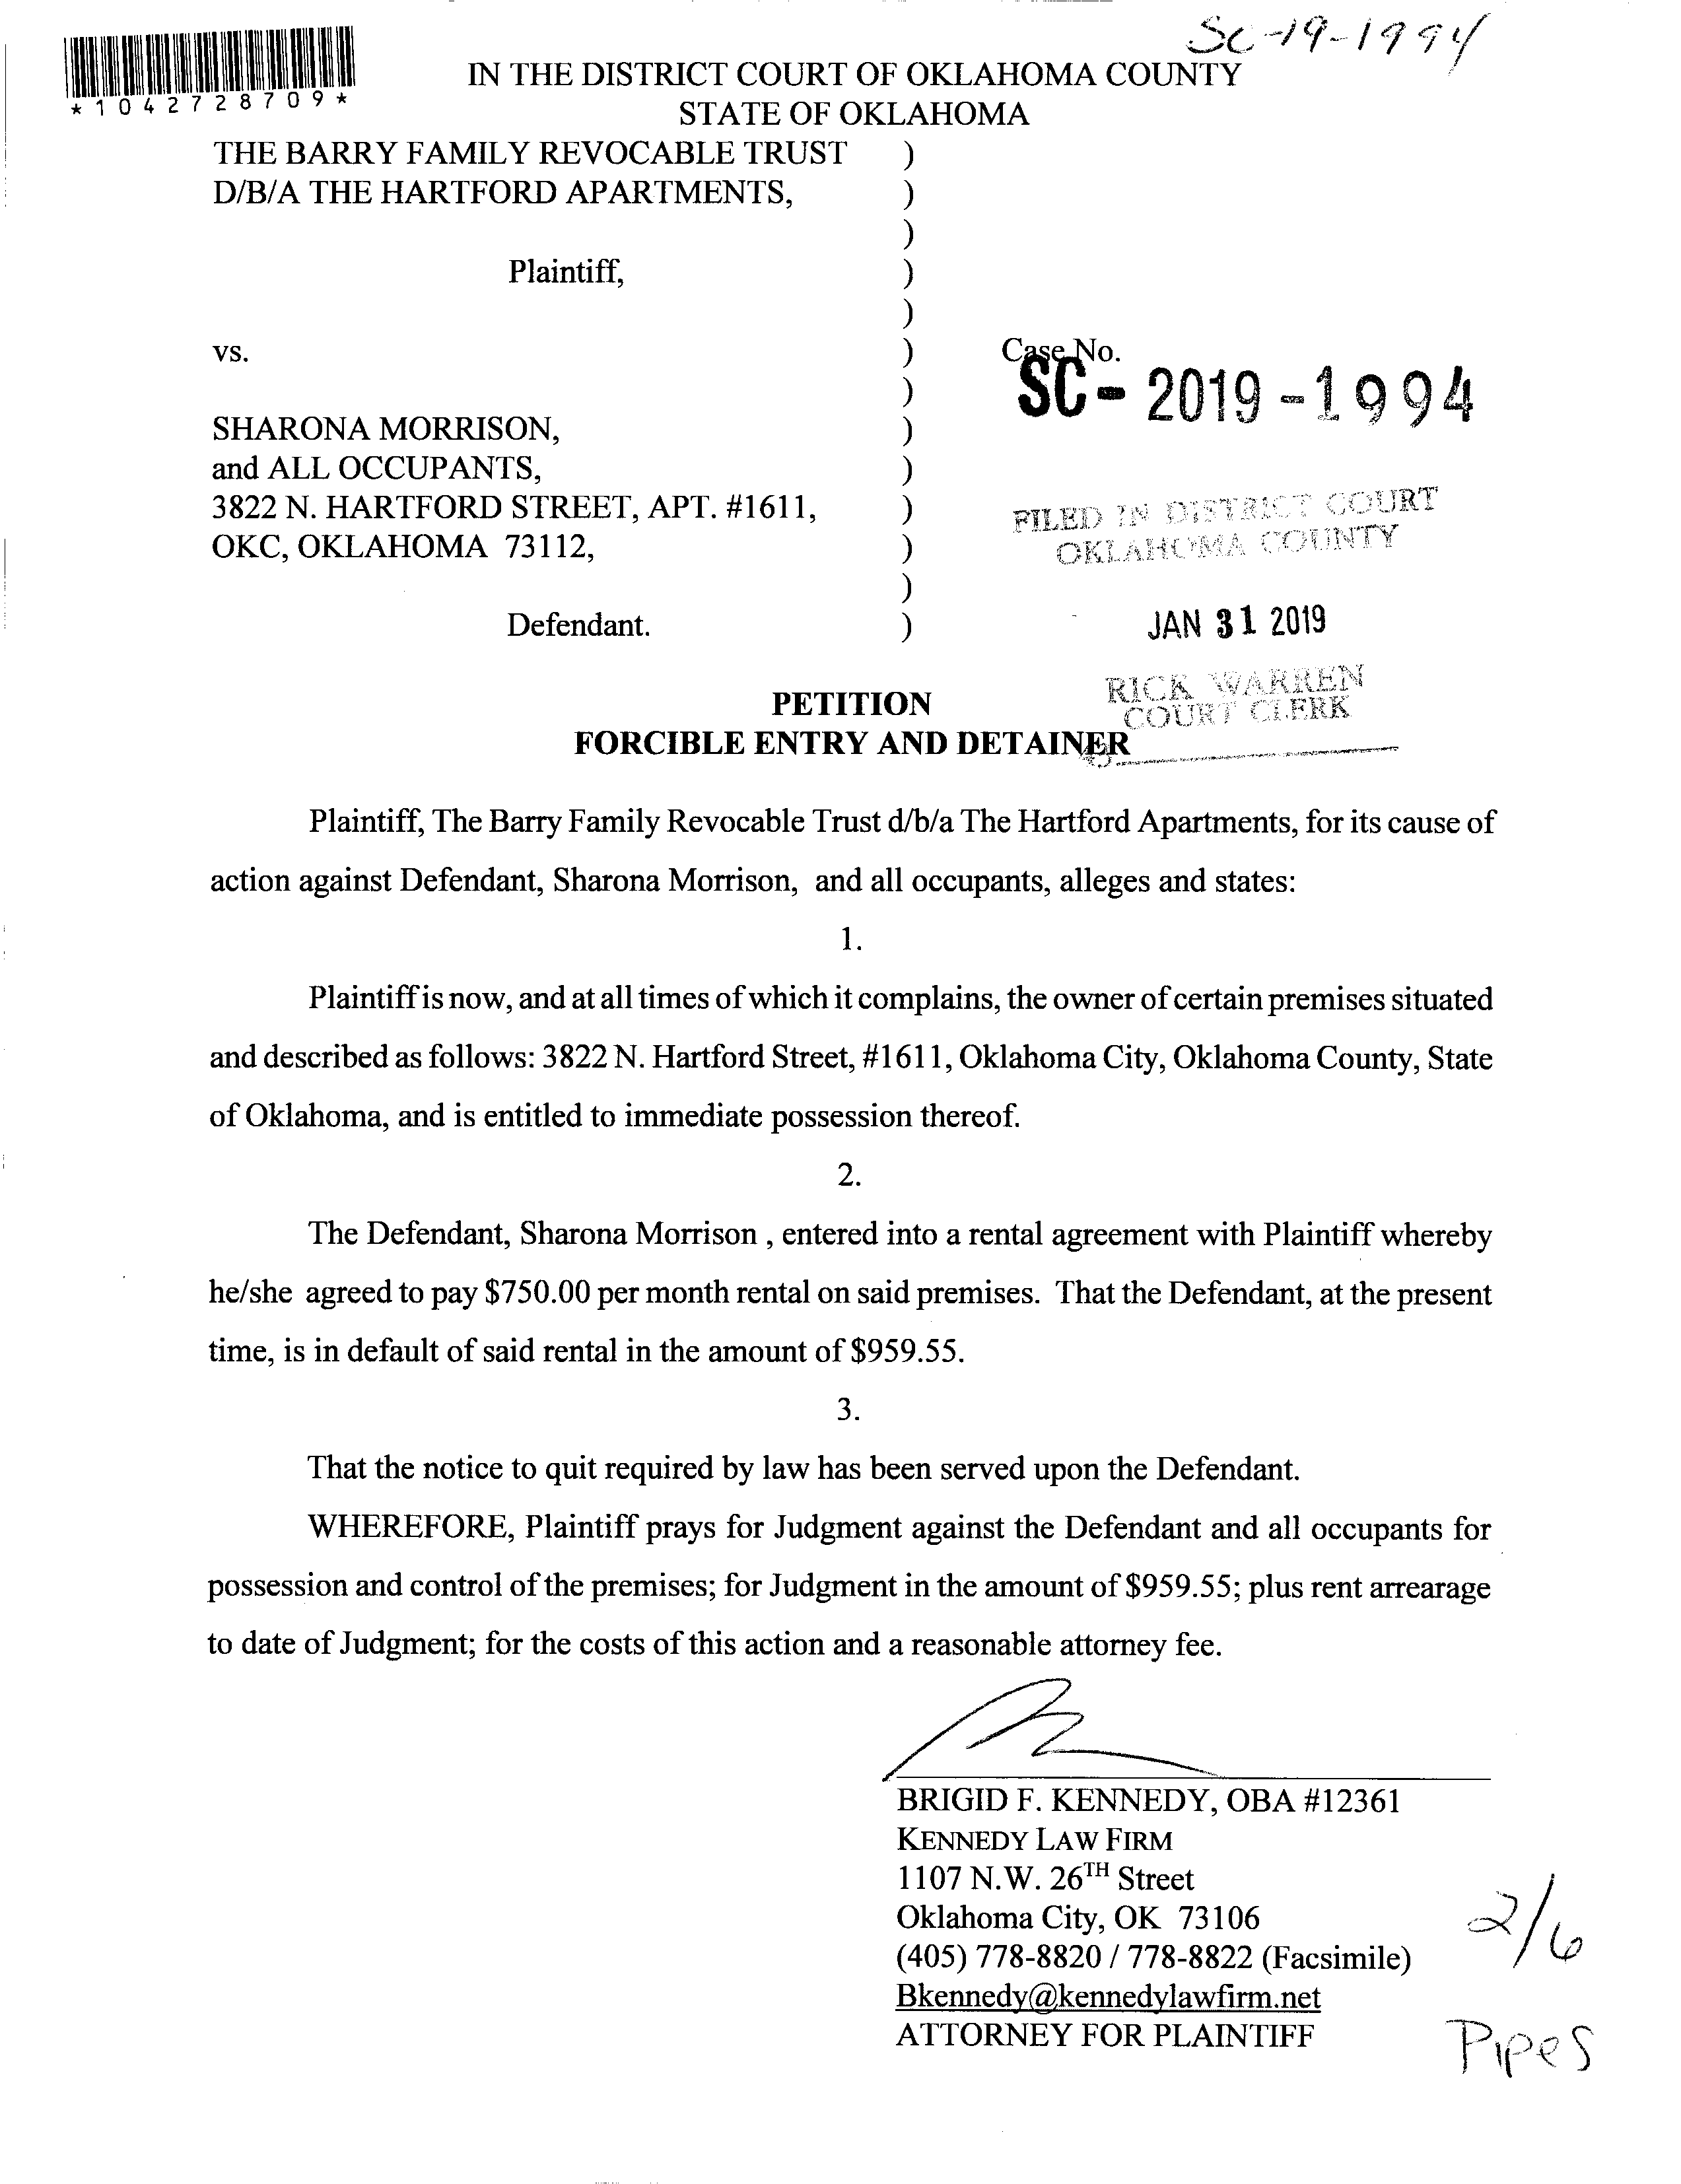 SC-19-1994
*1042728709*
IN THE DISTRICT COURT OF OKLAHOMA COUNTY
STATE OF OKLAHOMA
THE BARRY FAMILY REVOCABLE TRUST )
D/B/A THE HARTFORD APARTMENTS, )
)
Plaintiff, )
)
vs. ) Case No.
) SC- 2019 -1994
SHARONA MORRISON, )
and ALL OCCUPANTS, )
3822 N. HARTFORD STREET, APT. #1611, ) FILED IN DISTRICT COURT
OKC, OKLAHOMA 73112, ) OKLAHOMA COUNTY
)
Defendant. ) JAN 31 2019
RICK WARREN
PETITION COURT CLERK
FORCIBLE ENTRY AND DETAINER
Plaintiff, The Barry Family Revocable Trust d/b/a The Hartford Apartments, for its cause of
action against Defendant, Sharona Morrison, and all occupants, alleges and states:
1.
Plaintiff is now, and at all times of which it complains, the owner of certain premises situated
and described as follows: 3822 N. Hartford Street, #1611, Oklahoma City, Oklahoma County, State
of Oklahoma, and is entitled to immediate possession thereof.
2.
The Defendant, Sharona Morrison , entered into a rental agreement with Plaintiff whereby
he/she agreed to pay $750.00 per month rental on said premises. That the Defendant, at the present
time, is in default of said rental in the amount of $959.55.
3.
That the notice to quit required by law has been served upon the Defendant.
WHEREFORE, Plaintiff prays for Judgment against the Defendant and all occupants for
possession and control of the premises; for Judgment in the amount of $959.55; plus rent arrearage
to date of Judgment; for the costs of this action and a reasonable attorney fee.
BRIGID F. KENNEDY, OBA #12361
KENNEDY LAW FIRM
1107 N.W. 26TH Street
Oklahoma City, OK 73106
(405) 778-8820 / 778-8822 (Facsimile)
Bkennedy@kennedylawfirm.net
ATTORNEY FOR PLAINTIFF
2/6
Pipes